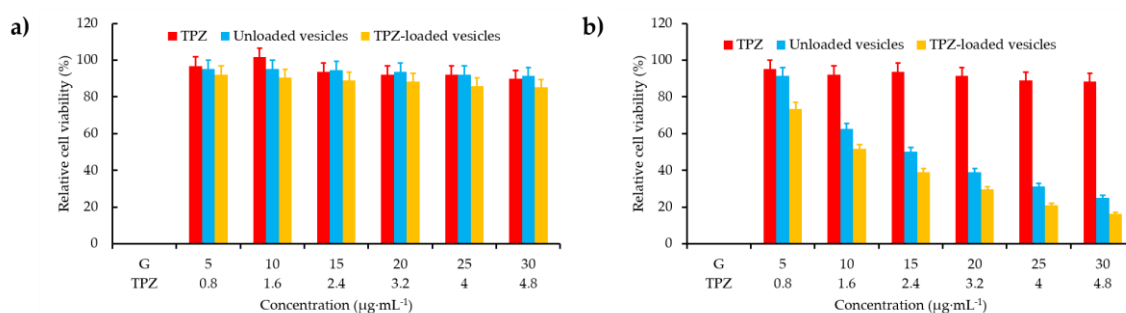 a)
Relative cell viability (%)
120
100
80
60
40
20
0
TPZ Unloaded vesicles TPZ-loaded vesicles
G 5 10 15 20 25 30
TPZ 0.8 1.6 2.4 3.2 4 4.8
Concentration (µg·mL⁻¹)
b)
Relative cell viability (%)
120
100
80
60
40
20
0
TPZ Unloaded vesicles TPZ-loaded vesicles
G 5 10 15 20 25 30
TPZ 0.8 1.6 2.4 3.2 4 4.8
Concentration (µg·mL⁻¹)